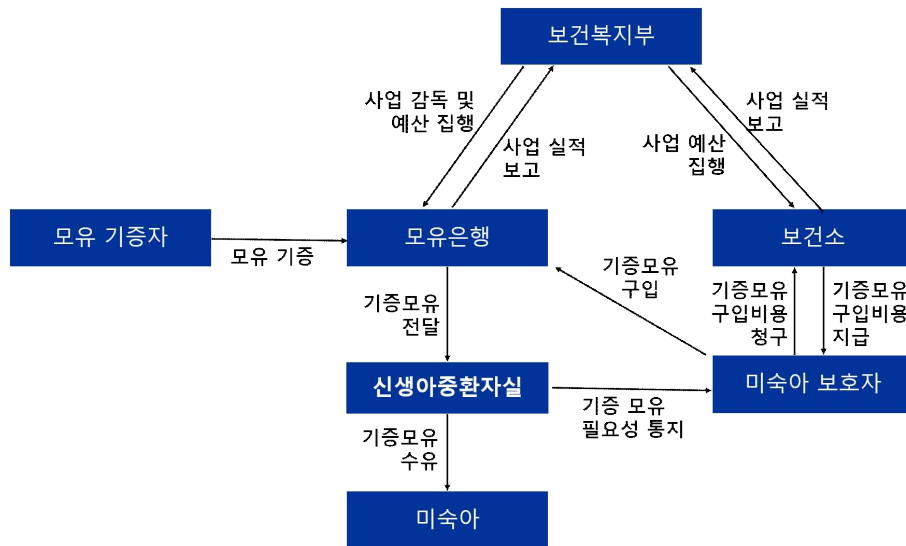 보건복지부
사업 감독 및
예산 집행
사업 실적
보고
사업 예산
집행
사업 실적
보고
모유 기증자
모유 기증
모유은행
기증모유
구입
보건소
기증모유
구입비용
청구
기증모유
구입비용
지급
기증모유
전달
신생아중환자실
기증 모유
필요성 통지
미숙아 보호자
기증모유
수유
미숙아